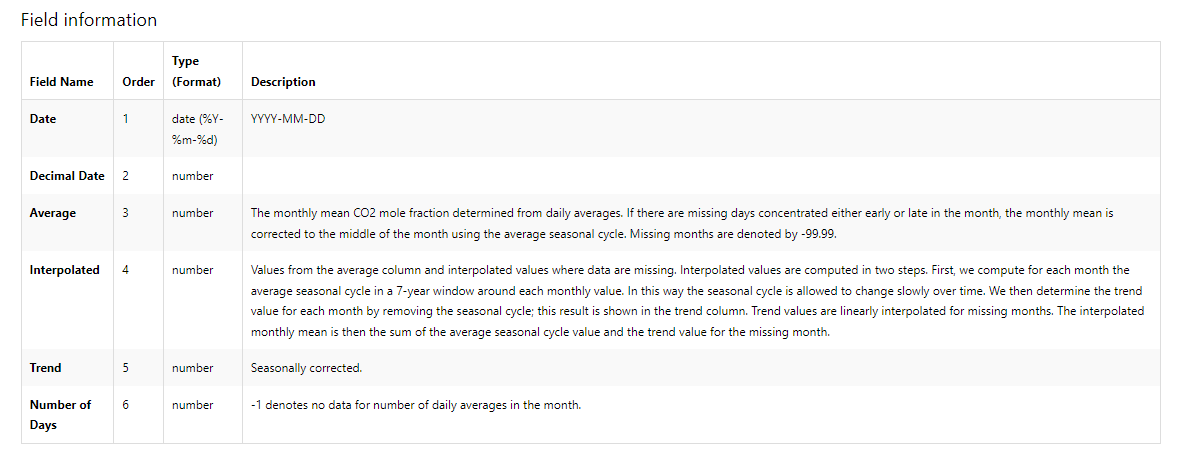 Field information
Field Name Order Type (Format) Description
Date 1 date (%Y-%m-%d) YYYY-MM-DD
Decimal Date 2 number
Average 3 number The monthly mean CO2 mole fraction determined from daily averages. If there are missing days concentrated either early or late in the month, the monthly mean is
corrected to the middle of the month using the average seasonal cycle. Missing months are denoted by -99.99.
Interpolated 4 number Values from the average column and interpolated values where data are missing. Interpolated values are computed in two steps. First, we compute for each month the
average seasonal cycle in a 7-year window around each monthly value. In this way the seasonal cycle is allowed to change slowly over time. We then determine the trend
value for each month by removing the seasonal cycle; this result is shown in the trend column. Trend values are linearly interpolated for missing months. The interpolated
monthly mean is then the sum of the average seasonal cycle value and the trend value for the missing month.
Trend 5 number Seasonally corrected.
Number of Days 6 number -1 denotes no data for number of daily averages in the month.